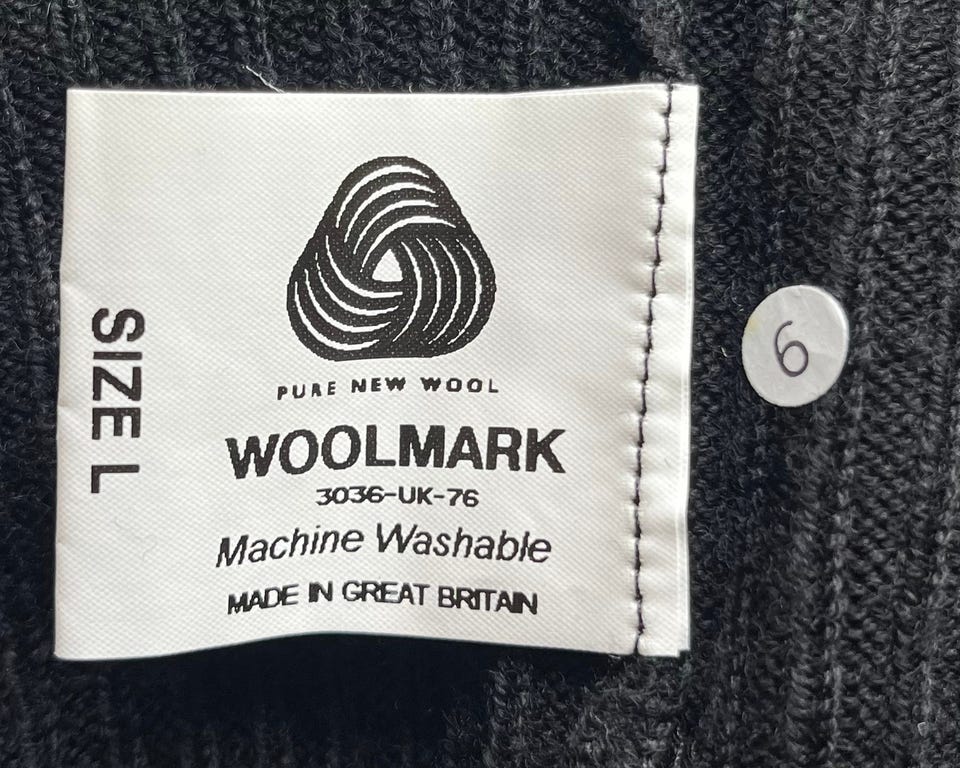 SIZE L
PURE NEW WOOL
WOOLMARK
3036-UK-76
Machine Washable
MADE IN GREAT BRITAIN
6